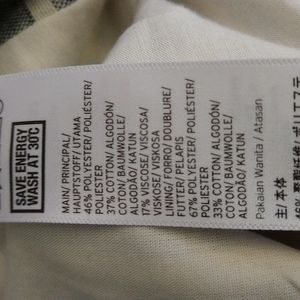 SAVE ENERGY
WASH AT 30°C
MAIN/ PRINCIPAL/
HAUPTSTOFF/ UTAMA
46% POLYESTER/ POLIÉSTER/
37% COTTON/ ALGODÓN/
COTON/ BAUMWOLLE/
ALGODÃO/ KATUN
17% VISCOSE/ VISCOSA/
VISKOSE/ VISKOSA
LINING/ FORRO/ DOUBLURE/
FUTTER/ PELAPIS
67% POLYESTER/ POLIÉSTER/
POLIESTER
33% COTTON/ ALGODÓN/
COTON/ BAUMWOLLE/
ALGODÃO/ KATUN
Pakaian Wanita / Atasan
主/本体